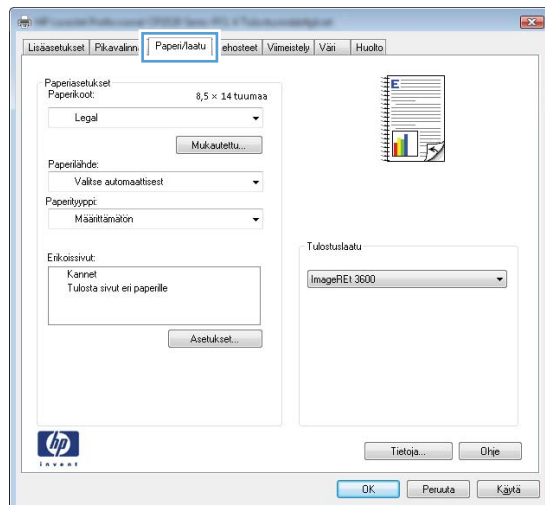 Lisäasetukset Pikavalinn Paperi/laatu ehosteet Viimeistely Väri Huolto
Paperiasetukset
Paperikoot: 8,5 × 14 tuumaa
Legal
Mukautettu...
Paperilähde:
Valitse automaattisest
Paperityyppi:
Määrittämätön
Erikoissivut:
Kannet
Tulosta sivut eri paperille
Asetukset...
E
Tulostuslaatu
ImageREt 3600
hp
invent
Tietoja... Ohje
OK Peruuta Käytä